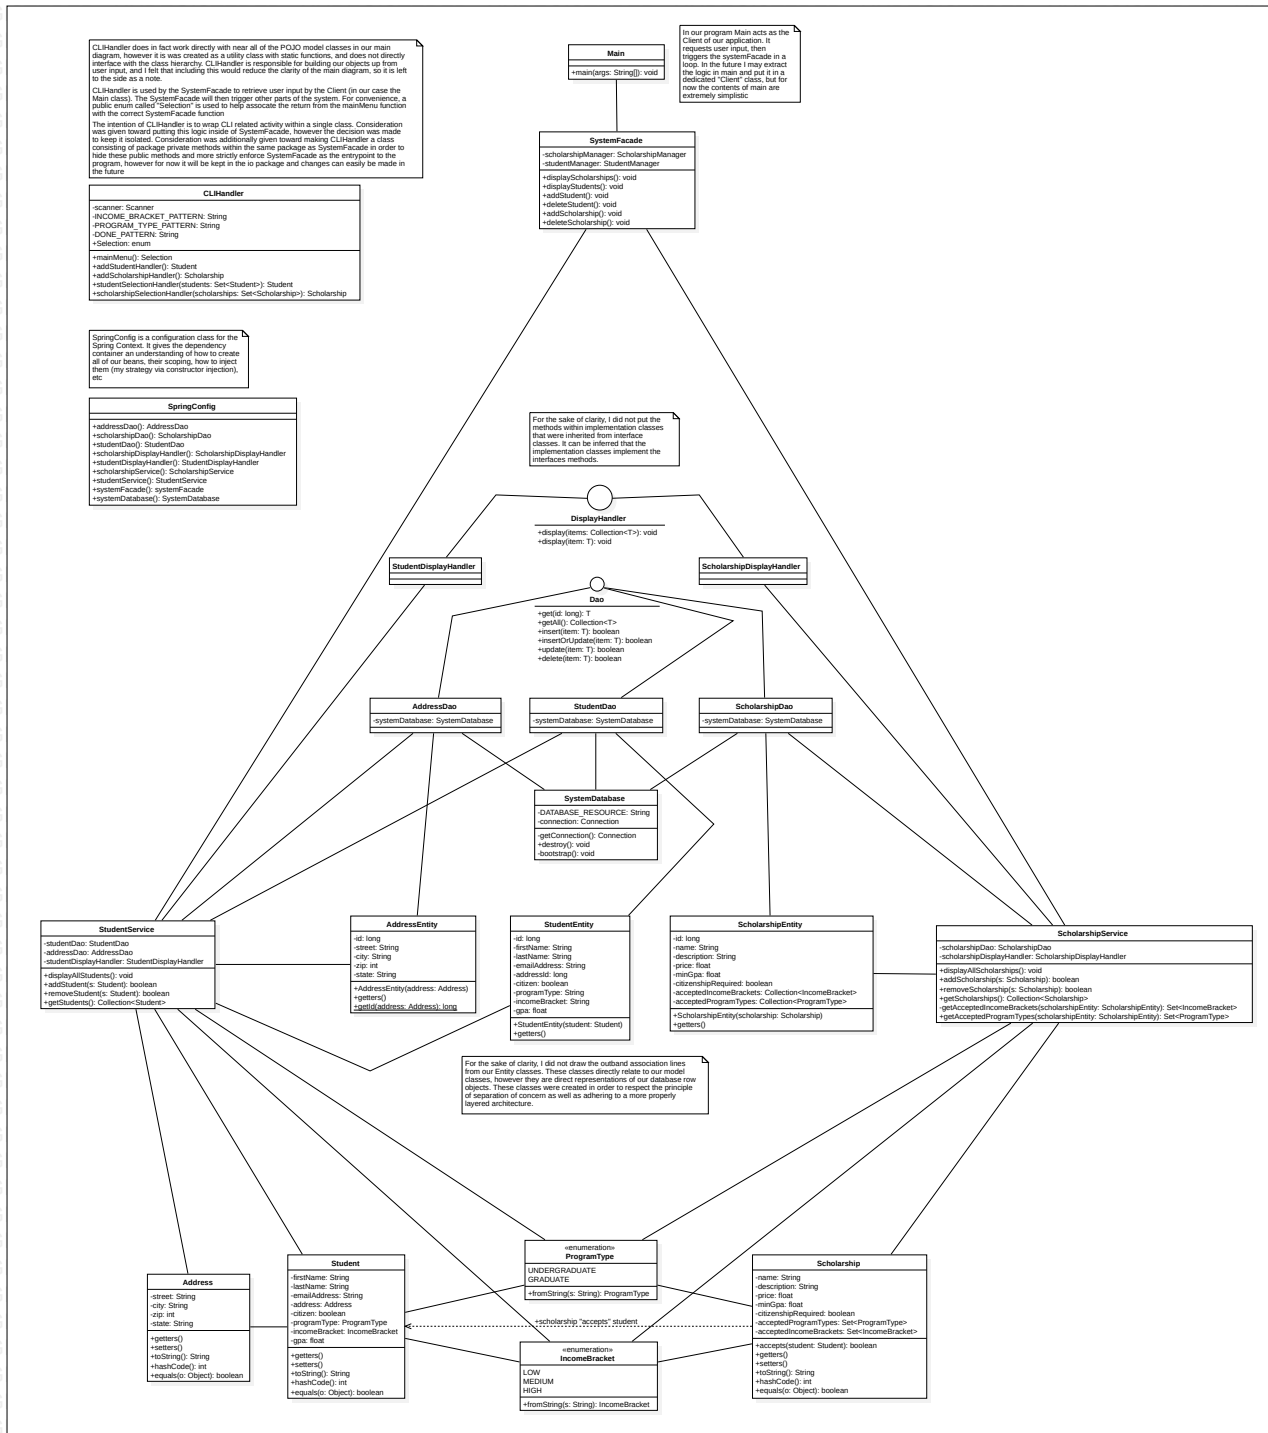 CLIHandler does in fact work directly with near all of the POJO model classes in our main
diagram, however it is was created as a utility class with static functions, and does not directly
interface with the class hierarchy. CLIHandler is responsible for building our objects up from
user input, and I felt that including this would reduce the clarity of the main diagram, so it is left
to the side as a note.
CLIHandler is used by the SystemFacade to retrieve user input by the Client (in our case the
Main class). The SystemFacade will then trigger other parts of the system. For convenience, a
public enum called "Selection" is used to help assocate the return from the mainMenu function
with the correct SystemFacade function
The intention of CLIHandler is to wrap CLI related activity within a single class. Consideration
was given toward putting this logic inside of SystemFacade, however the decision was made
to keep it isolated. Consideration was additionally given toward making CLIHandler a class
consisting of package private methods within the same package as SystemFacade in order to
hide these public methods and more strictly enforce SystemFacade as the entrypoint to the
program, however for now it will be kept in the io package and changes can easily be made in
the future
Main
+main(args: String[]): void
In our program Main acts as the
Client of our application. It
requests user input, then
triggers the systemFacade in a
loop. In the future I may extract
the logic in main and put it in a
dedicated "Client" class, but for
now the contents of main are
extremely simplistic
SystemFacade
-scholarshipManager: ScholarshipManager
-studentManager: StudentManager
+displayScholarships(): void
+displayStudents(): void
+addStudent(): void
+deleteStudent(): void
+addScholarship(): void
+deleteScholarship(): void
CLIHandler
-scanner: Scanner
-INCOME_BRACKET_PATTERN: String
-PROGRAM_TYPE_PATTERN: String
-DONE_PATTERN: String
+Selection: enum
+mainMenu(): Selection
+addStudentHandler(): Student
+addScholarshipHandler(): Scholarship
+studentSelectionHandler(students: Set<Student>): Student
+scholarshipSelectionHandler(scholarships: Set<Scholarship>): Scholarship
SpringConfig is a configuration class for the
Spring Context. It gives the dependency
container an understanding of how to create
all of our beans, their scoping, how to inject
them (my strategy via constructor injection),
etc
SpringConfig
+addressDao(): AddressDao
+scholarshipDao(): ScholarshipDao
+studentDao(): StudentDao
+scholarshipDisplayHandler(): ScholarshipDisplayHandler
+studentDisplayHandler(): StudentDisplayHandler
+scholarshipService(): ScholarshipService
+studentService(): StudentService
+systemFacade(): systemFacade
+systemDatabase(): SystemDatabase
For the sake of clarity, I did not put the
methods within implementation classes
that were inherited from interface
classes. It can be inferred that the
implementation classes implement the
interfaces methods.
DisplayHandler
+display(items: Collection<T>): void
+display(item: T): void
StudentDisplayHandler
ScholarshipDisplayHandler
Dao
+get(id: long): T
+getAll(): Collection<T>
+insert(item: T): boolean
+insertOrUpdate(item: T): boolean
+update(item: T): boolean
+delete(item: T): boolean
AddressDao
-systemDatabase: SystemDatabase
StudentDao
-systemDatabase: SystemDatabase
ScholarshipDao
-systemDatabase: SystemDatabase
SystemDatabase
-DATABASE_RESOURCE: String
-connection: Connection
-getConnection(): Connection
+destroy(): void
-bootstrap(): void
StudentService
-studentDao: StudentDao
-addressDao: AddressDao
-studentDisplayHandler: StudentDisplayHandler
+displayAllStudents(): void
+addStudent(s: Student): boolean
+removeStudent(s: Student): boolean
+getStudents(): Collection<Student>
AddressEntity
-id: long
-street: String
-city: String
-zip: int
-state: String
+AddressEntity(address: Address)
+getters()
+getId(address: Address): long
StudentEntity
-id: long
-firstName: String
-lastName: String
-emailAddress: String
-addressId: long
-citizen: boolean
-programType: String
-incomeBracket: String
-gpa: float
+StudentEntity(student: Student)
+getters()
ScholarshipEntity
-id: long
-name: String
-description: String
-price: float
-minGpa: float
-citizenshipRequired: boolean
-acceptedIncomeBrackets: Collection<IncomeBracket>
-acceptedProgramTypes: Collection<ProgramType>
+ScholarshipEntity(scholarship: Scholarship)
+getters()
ScholarshipService
-scholarshipDao: ScholarshipDao
-scholarshipDisplayHandler: ScholarshipDisplayHandler
+displayAllScholarships(): void
+addScholarship(s: Scholarship): boolean
+removeScholarship(s: Scholarship): boolean
+getScholarships(): Collection<Scholarship>
-getAcceptedIncomeBrackets(scholarshipEntity: ScholarshipEntity): Set<IncomeBracket>
+getAcceptedProgramTypes(scholarshipEntity: ScholarshipEntity): Set<ProgramType>
For the sake of clarity, I did not draw the outband association lines
from our Entity classes. These classes directly relate to our model
classes, however they are direct representations of our database row
objects. These classes were created in order to respect the principle
of separation of concern as well as adhering to a more properly
layered architecture.
Address
-street: String
-city: String
-zip: int
-state: String
+getters()
+setters()
+toString(): String
+hashCode(): int
+equals(o: Object): boolean
Student
-firstName: String
-lastName: String
-emailAddress: String
-address: Address
-citizen: boolean
-programType: ProgramType
-incomeBracket: IncomeBracket
-gpa: float
+getters()
+setters()
+toString(): String
+hashCode(): int
+equals(o: Object): boolean
«enumeration»
ProgramType
UNDERGRADUATE
GRADUATE
+fromString(s: String): ProgramType
+scholarship "accepts" student
«enumeration»
IncomeBracket
LOW
MEDIUM
HIGH
+fromString(s: String): IncomeBracket
Scholarship
-name: String
-description: String
-price: float
-minGpa: float
-citizenshipRequired: boolean
-acceptedProgramTypes: Set<ProgramType>
-acceptedIncomeBrackets: Set<IncomeBracket>
+accepts(student: Student): boolean
+getters()
+setters()
+toString(): String
+hashCode(): int
+equals(o: Object): boolean